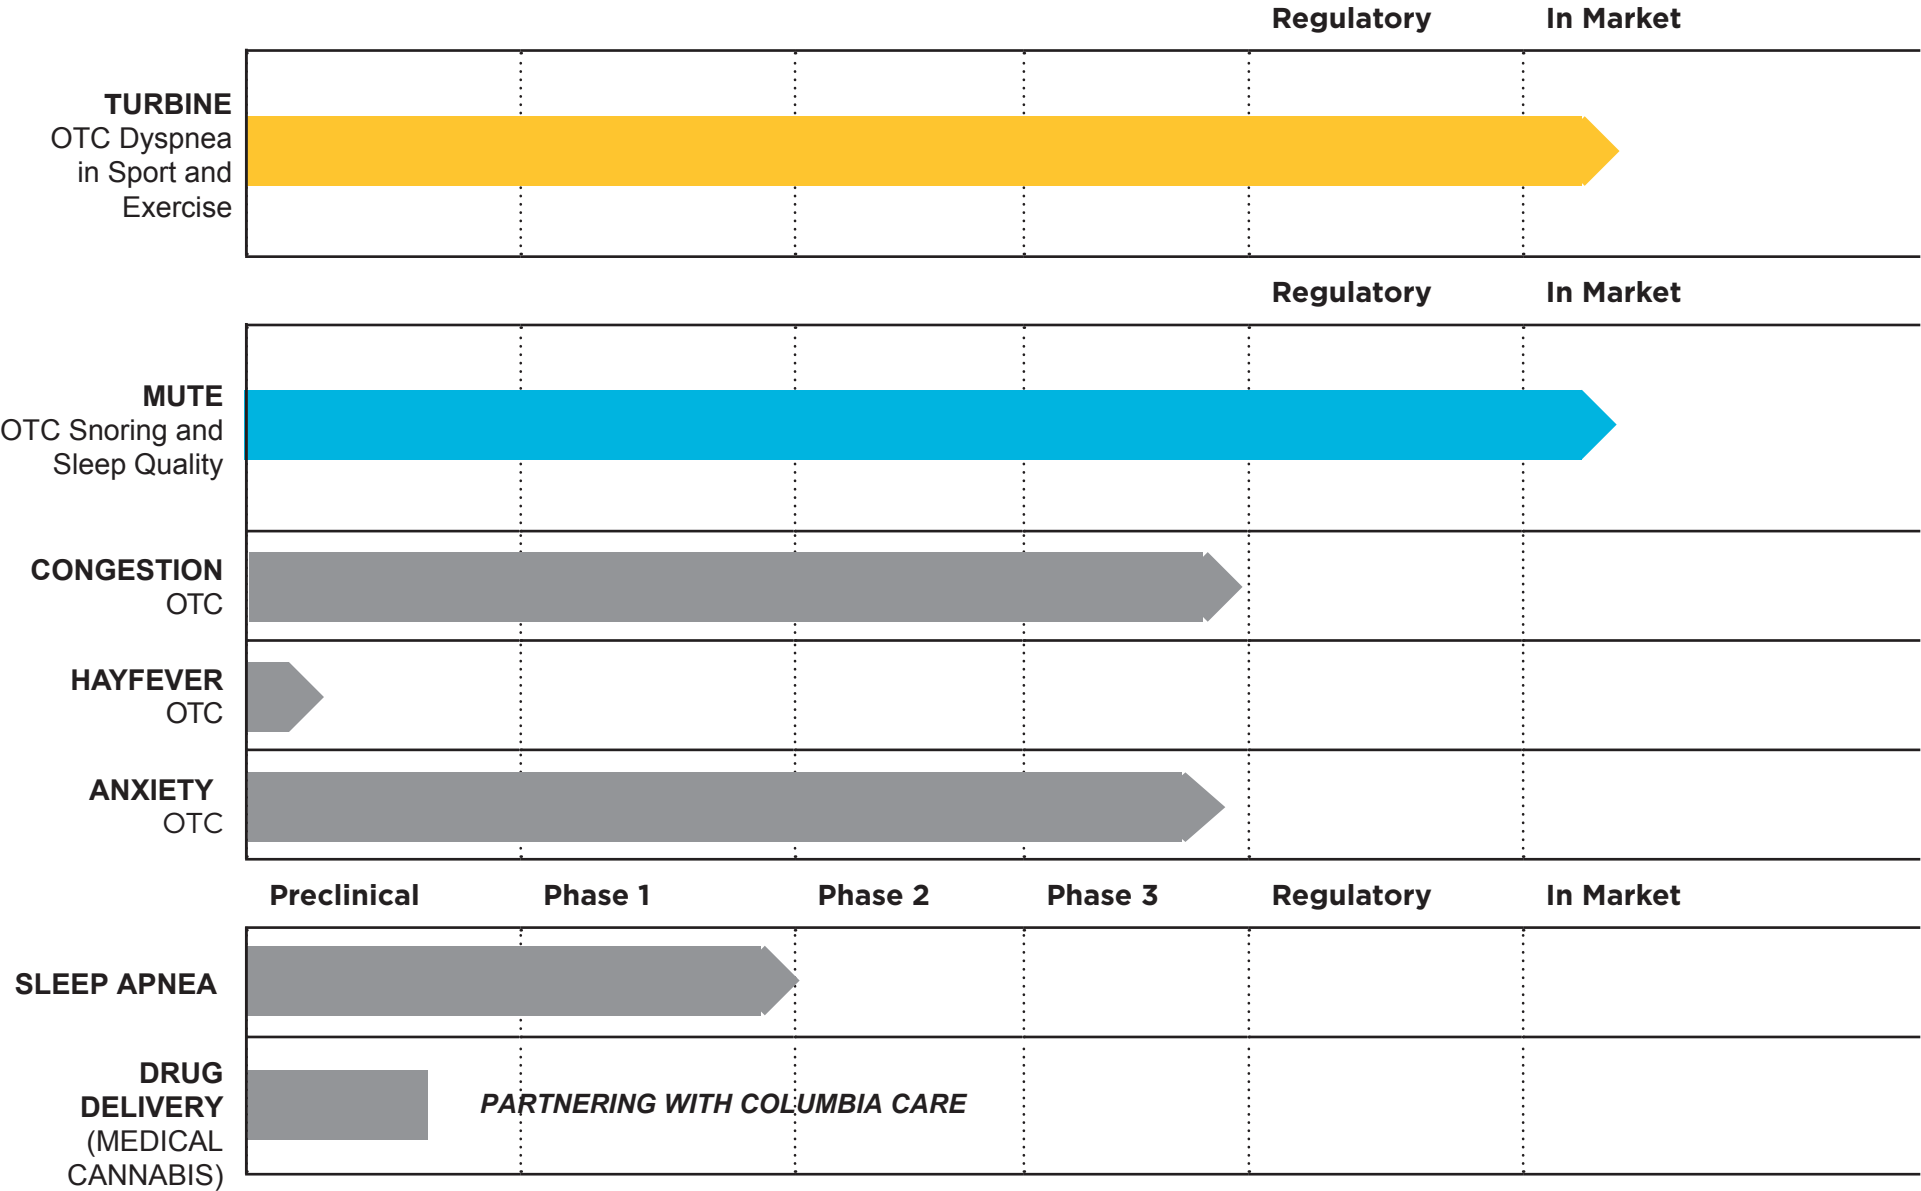 Regulatory In Market
TURBINE
OTC Dyspnea
in Sport and
Exercise
Regulatory In Market
MUTE
OTC Snoring and
Sleep Quality
CONGESTION
OTC
HAYFEVER
OTC
ANXIETY
OTC
Preclinical Phase 1 Phase 2 Phase 3 Regulatory In Market
SLEEP APNEA
DRUG
DELIVERY
(MEDICAL
CANNABIS)
PARTNERING WITH COLUMBIA CARE